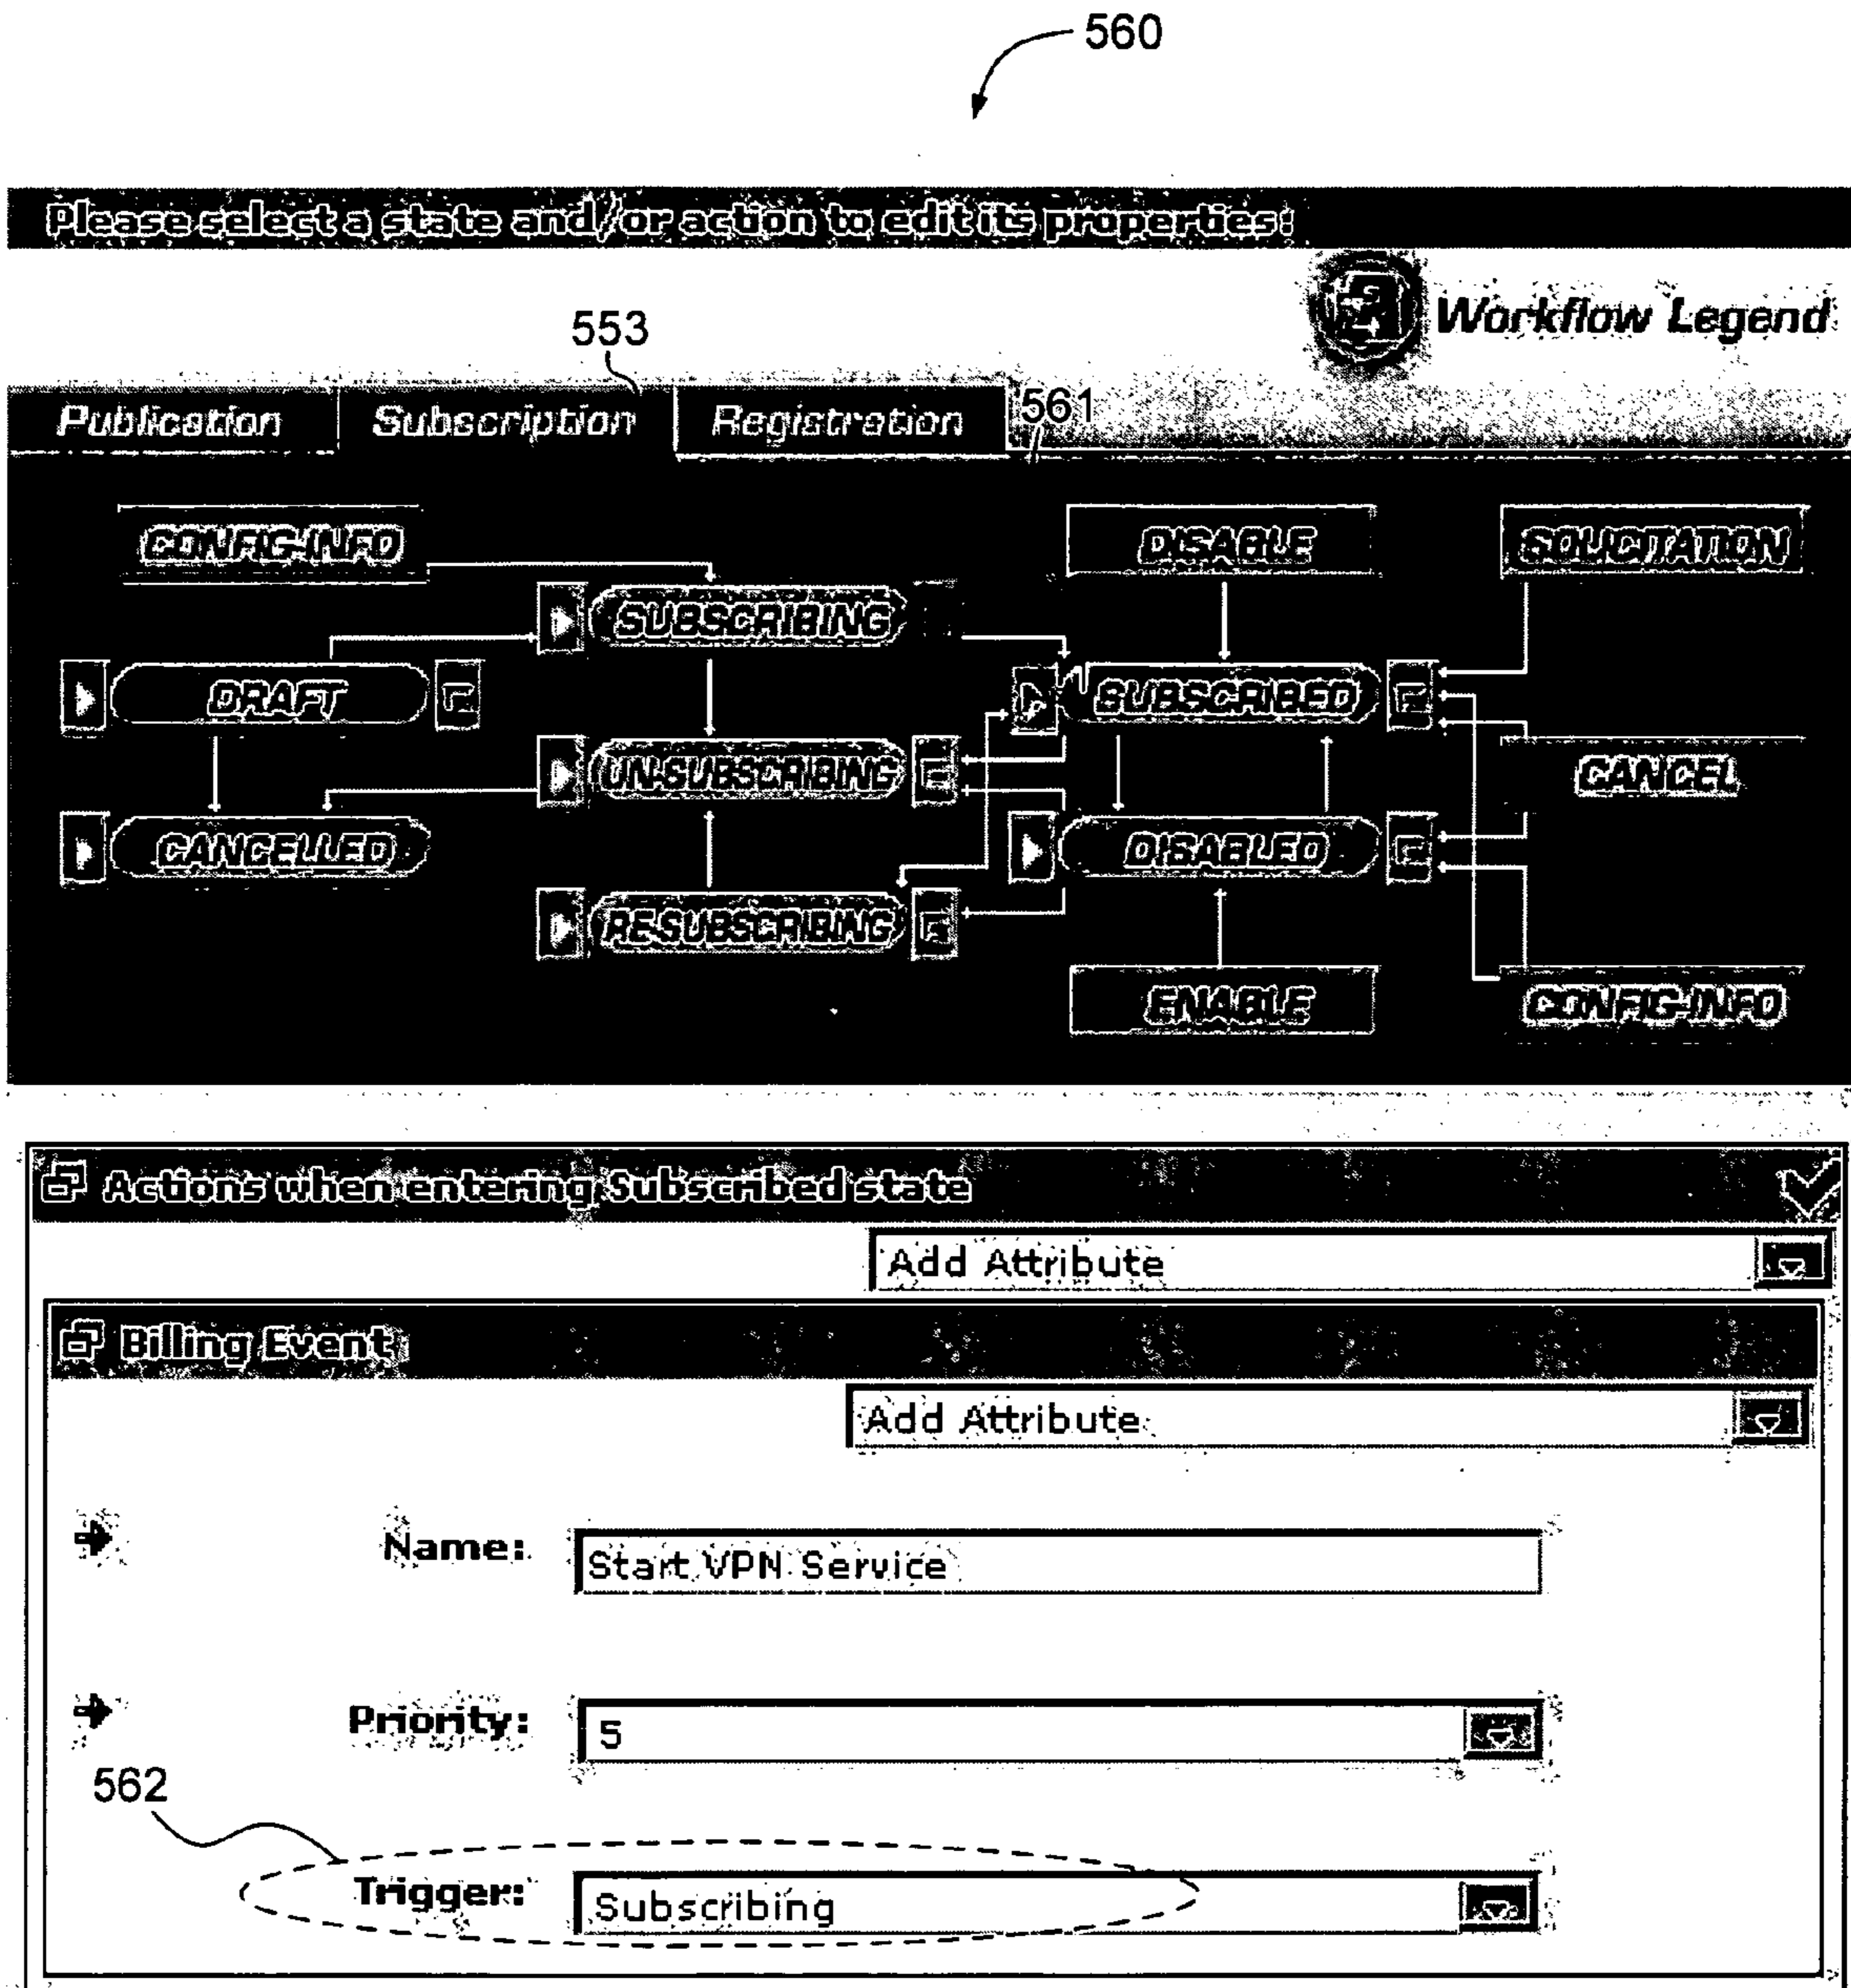 560
Please select a state and/or action to edit its properties:
Workflow Legend
553
Publication Subscription Registration 561
CONFIG-INFO DISABLE SOLICITATION
SUBSCRIBING
DRAFT SUBSCRIBED
UN-SUBSCRIBING CANCEL
CANCELLED DISABLED
RE-SUBSCRIBING
ENABLE CONFIG-INFO
Actions when entering Subscribed state
Add Attribute
Billing Event
Add Attribute
Name: Start VPN Service
Priority: 5
562
Trigger: Subscribing